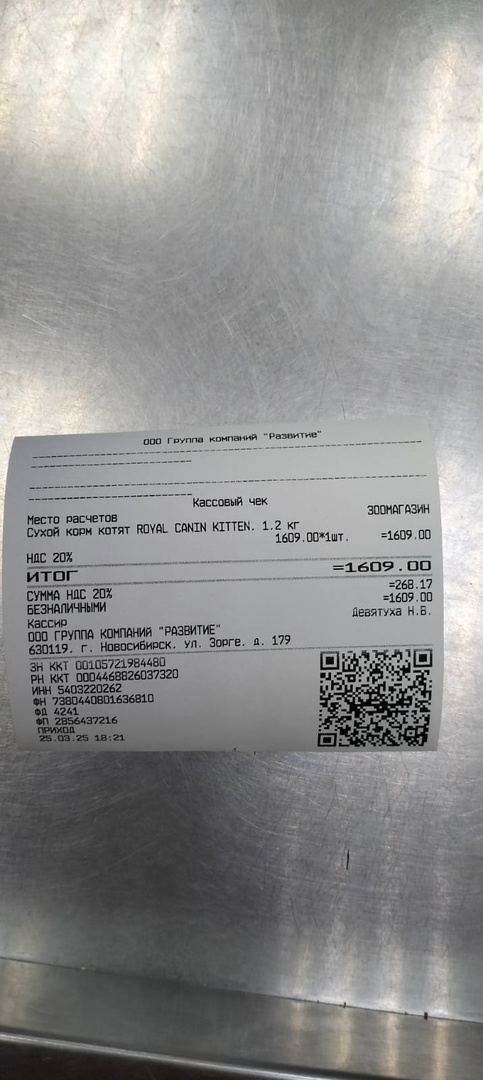 ООО Группа компаний "Развитие"
Кассовый чек
Место расчетов ЗООМАГАЗИН
Сухой корм котят ROYAL CANIN KITTEN. 1.2 кг
1609.00*1шт. =1609.00
НДС 20%
ИТОГ =1609.00
СУММА НДС 20% =268.17
БЕЗНАЛИЧНЫМИ =1609.00
Кассир Девятуха Н.В.
ООО ГРУППА КОМПАНИЙ "РАЗВИТИЕ"
630119. г. Новосибирск. ул. Зорге. д. 179
ЗН ККТ 00105721984480
РН ККТ 0004468826037320
ИНН 5403220262
ФН 7380440801636810
ФД 4241
ФП 2856437216
ПРИХОД
25.03.25 18:21